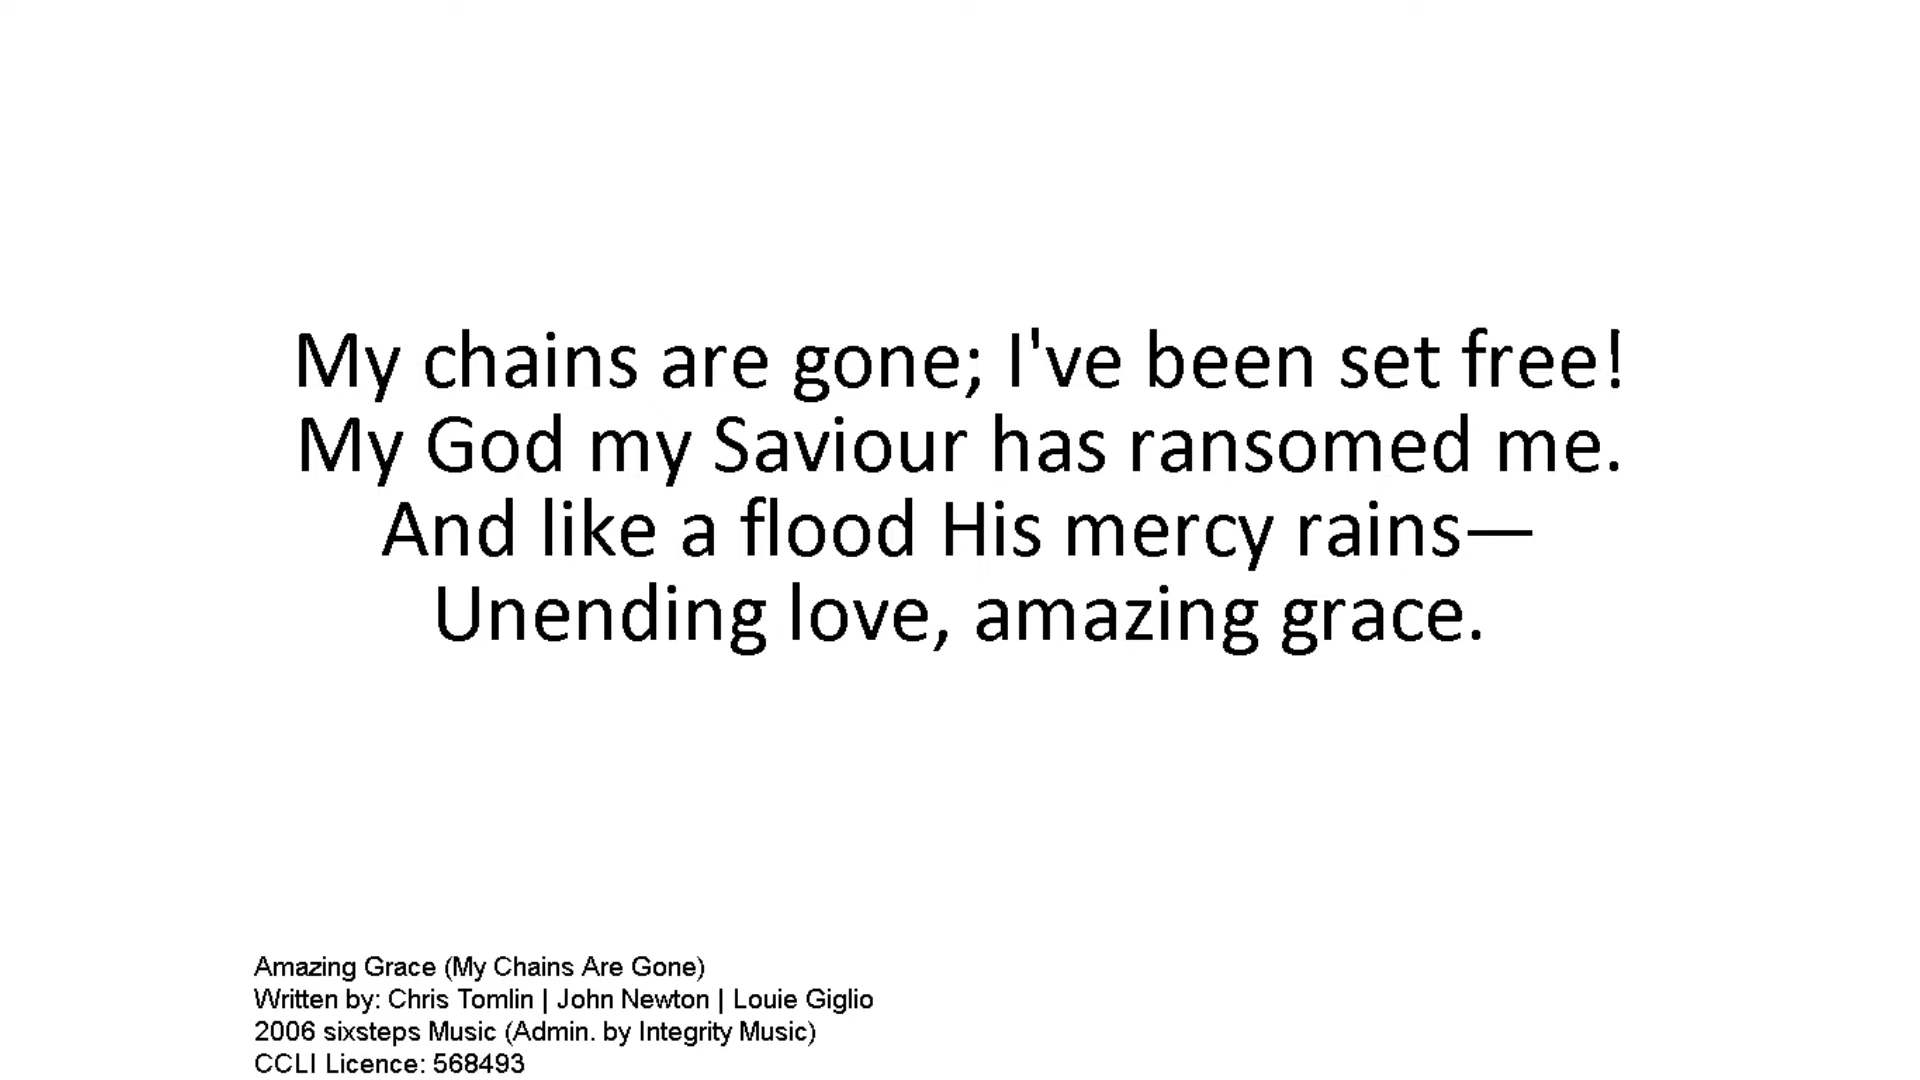 My chains are gone; I've been set free!
My God my Saviour has ransomed me.
And like a flood His mercy rains—
Unending love, amazing grace.
Amazing Grace (My Chains Are Gone)
Written by: Chris Tomlin | John Newton | Louie Giglio
2006 sixsteps Music (Admin. by Integrity Music)
CCLI Licence: 568493